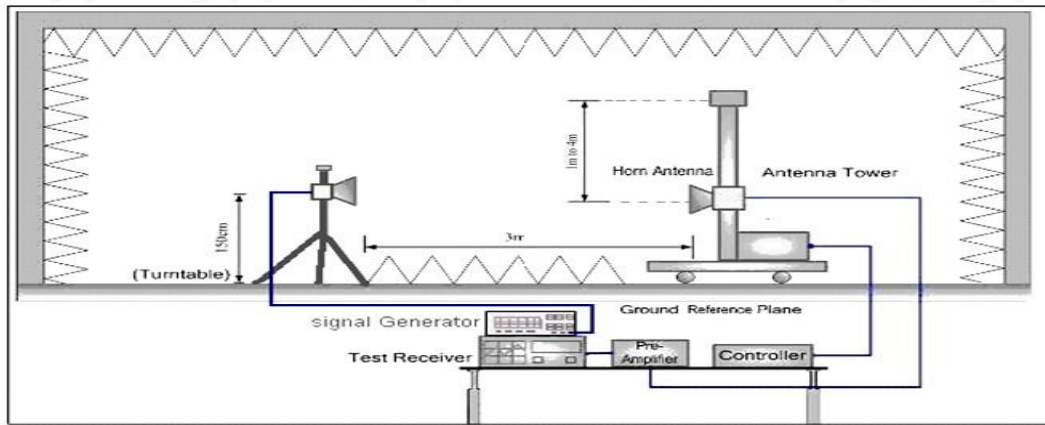 1m to 4m
Horn Antenna
Antenna Tower
150cm
3m
(Turntable)
Ground Reference Plane
signal Generator
Test Receiver
Pre-
Amplifier
Controller